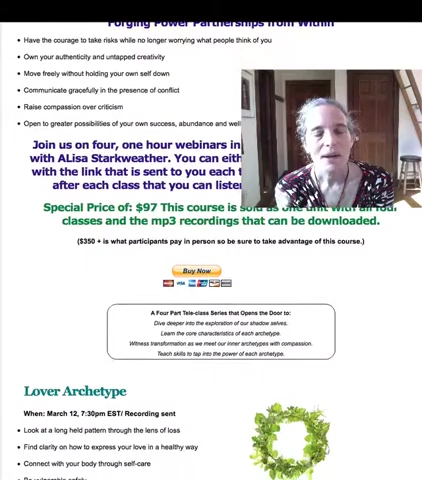 Forging Power Partnerships from Within
Have the courage to take risks while no longer worrying what people think of you
Own your authenticity and untapped creativity
Move freely without holding your own self down
Communicate gracefully in the presence of conflict
Raise compassion over criticism
Open to greater possibilities of your own success, abundance and
Join us on four, one hour webinars in
with ALisa Starkweather. You can
with the link that is sent to you each
after each class that you can listen
Special Price of: $97 This course is sold as one unit with all four
classes and the mp3 recordings that can be downloaded.
($350 + is what participants pay in person so be sure to take advantage of this course.)
Buy Now
VISA
A Four Part Tele-class Series that Opens the Door to:
Dive deeper into the exploration of our shadow selves.
Learn the core characteristics of each archetype.
Witness transformation as we meet our inner archetypes with compassion.
Teach skills to tap into the power of each archetype.
Lover Archetype
When: March 12, 7:30pm EST/ Recording sent
Look at a long held pattern through the lens of loss
Find clarity on how to express your love in a healthy way
Connect with your body through self-care
Be vulnerable safely